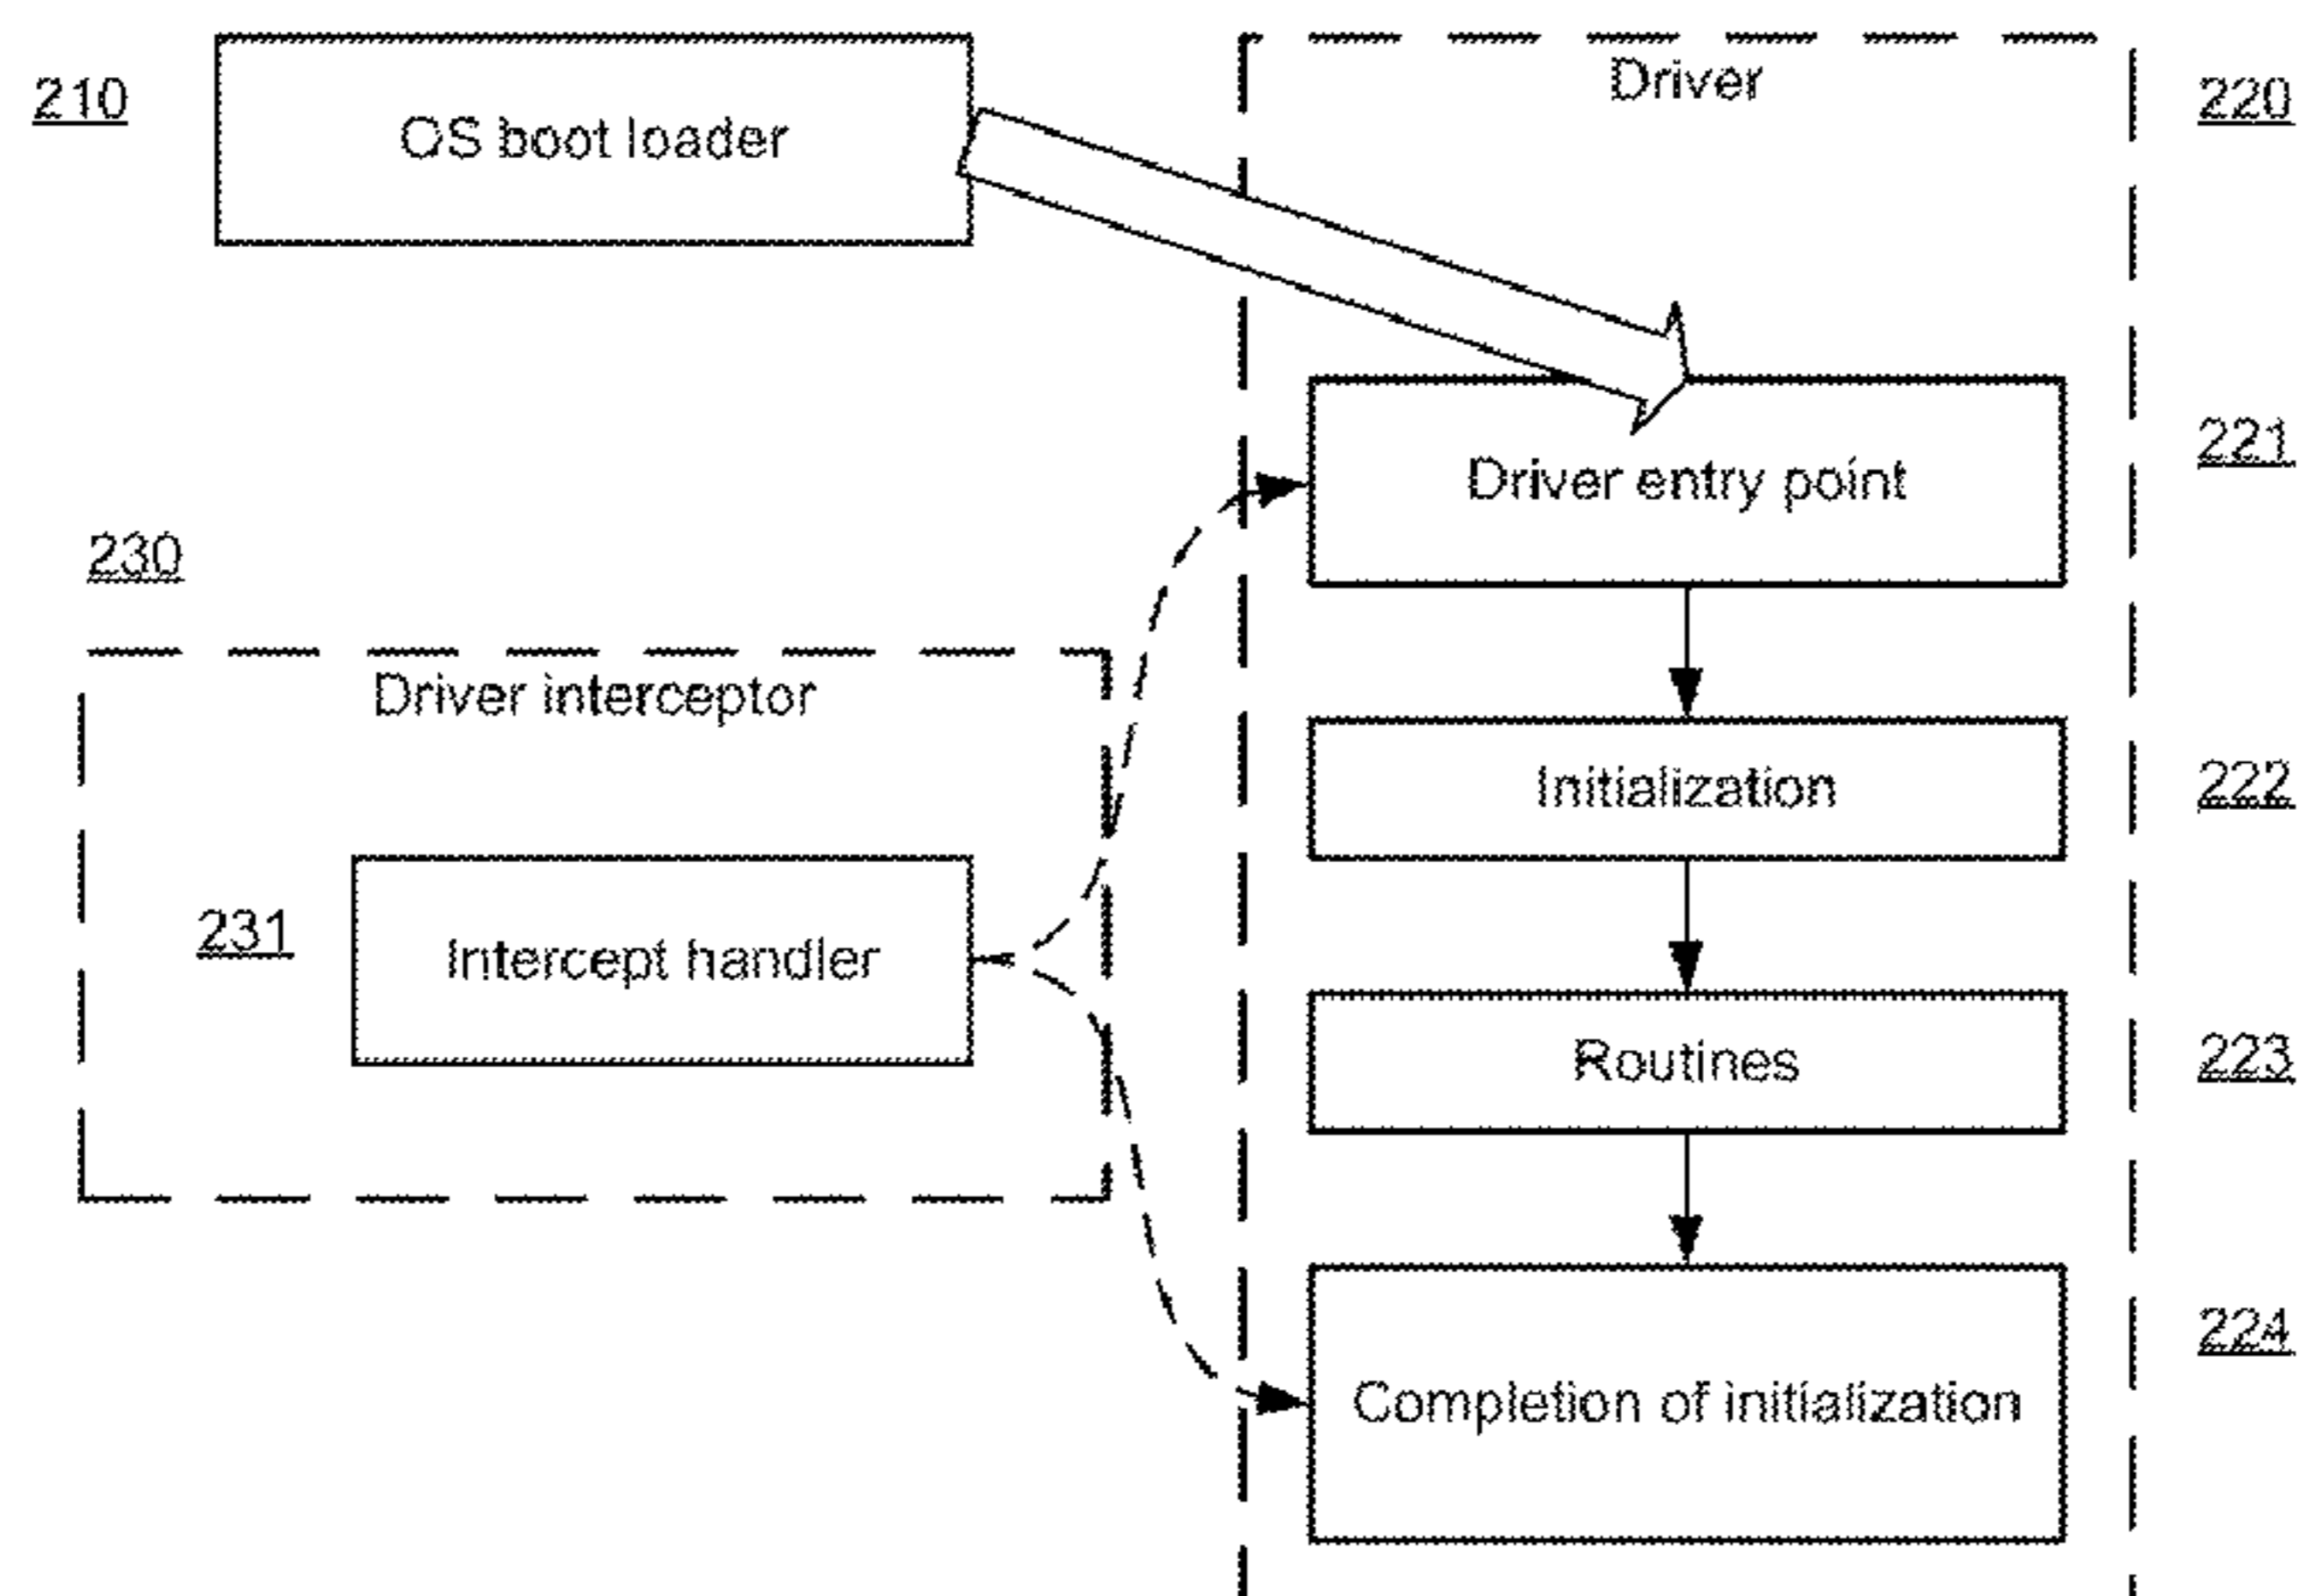 210
OS boot loader
Driver
220
Driver entry point
221
230
Driver interceptor
Initialization
222
231
Intercept handler
Routines
223
Completion of initialization
224